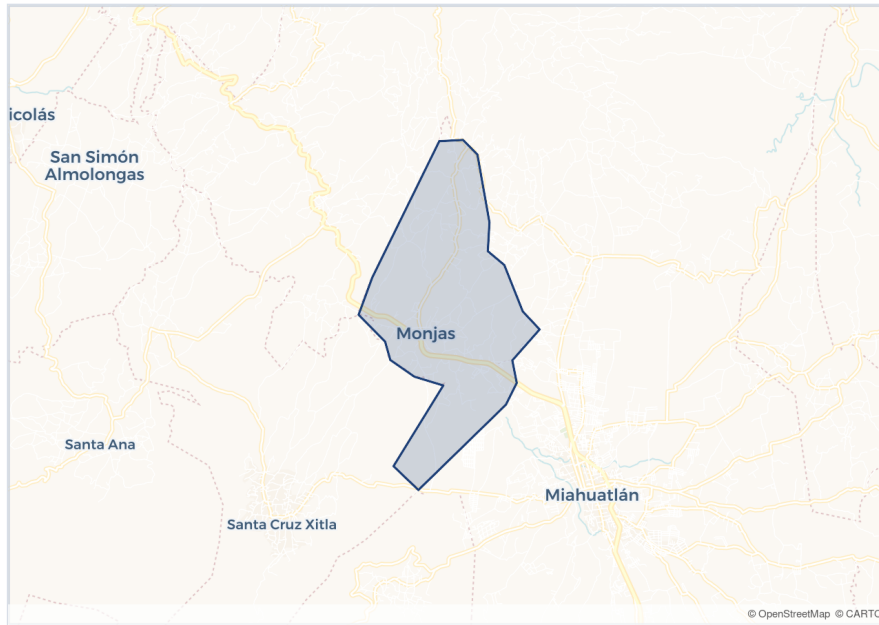 icolás
San Simón
Almolongas
Monjas
Santa Ana
Miahuatlán
Santa Cruz Xitla
© OpenStreetMap © CARTO